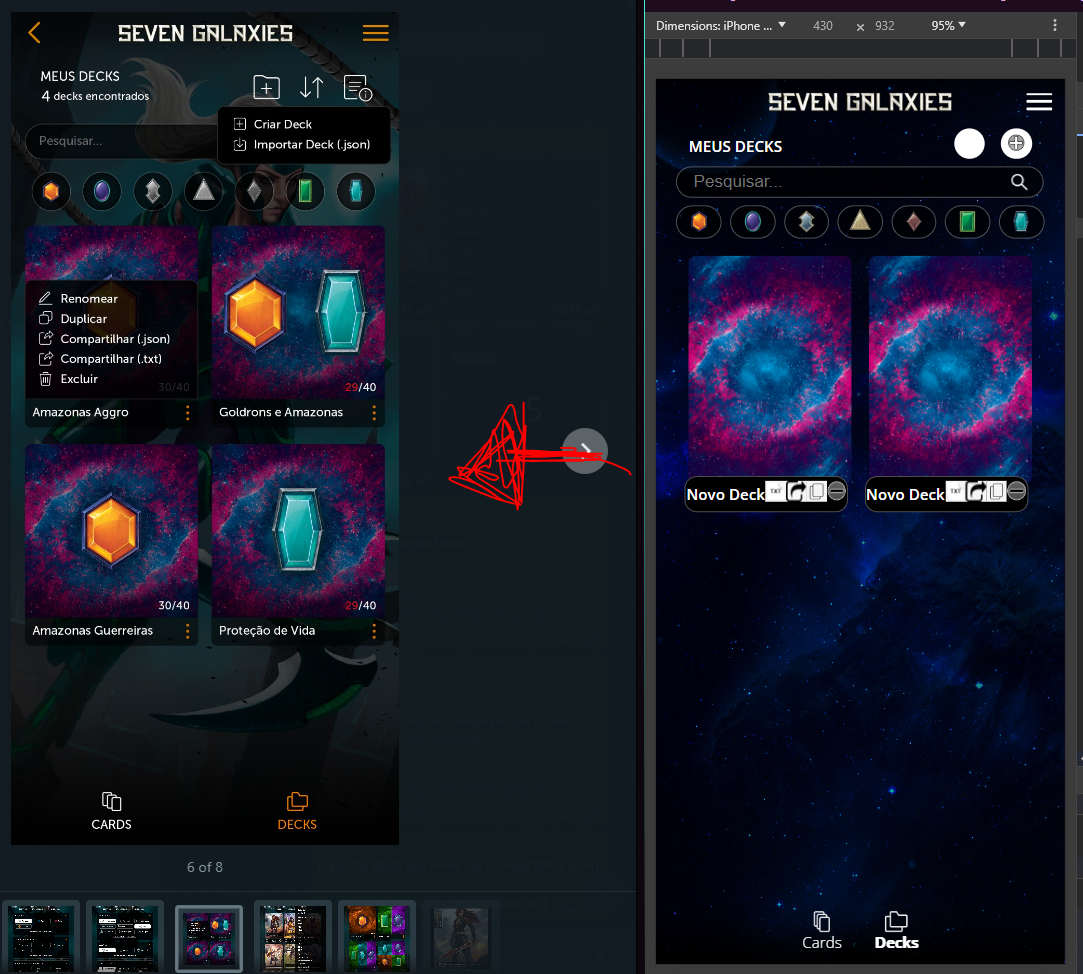 SEVEN GALAXIES
MEUS DECKS
4 decks encontrados
Criar Deck
Importar Deck (.json)
Pesquisar...
Renomear
Duplicar
Compartilhar (.json)
Compartilhar (.txt)
Excluir
30/40
29/40
Amazonas Aggro
Goldrons e Amazonas
30/40
29/40
Amazonas Guerreiras
Proteção de Vida
CARDS
DECKS
6 of 8
Dimensions: iPhone ...
430
x
932
95%
SEVEN GALAXIES
MEUS DECKS
Pesquisar...
Novo Deck
TXT
Novo Deck
TXT
Cards
Decks